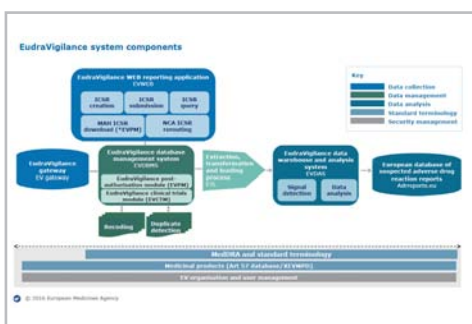 EudraVigilance system components
EudraVigilance WEB reporting application
EVWEB
ICSR
creation
ICSR
submission
ICSR
query
MAH ICSR
download (*EVPM)
NCA ICSR
rerouting
Key
Data collection
Data management
Data analysis
Standard terminology
Security management
EudraVigilance
gateway
EV gateway
EudraVigilance database
management system
EVDBMS
EudraVigilance post-
authorisation module (EVPM)
EudraVigilance clinical trials
module (EVCTM)
Recoding
Duplicate
detection
Extraction,
transformation
and loading
process
ETL
EudraVigilance data
warehouse and analysis
system
EVDAS
Signal
detection
Data
analysis
European database of
suspected adverse drug
reaction reports
Adrreports.eu
MedDRA and standard terminology
Medicinal products (Art 57 database/XEVMPD)
EV organisation and user management
© 2016 European Medicines Agency